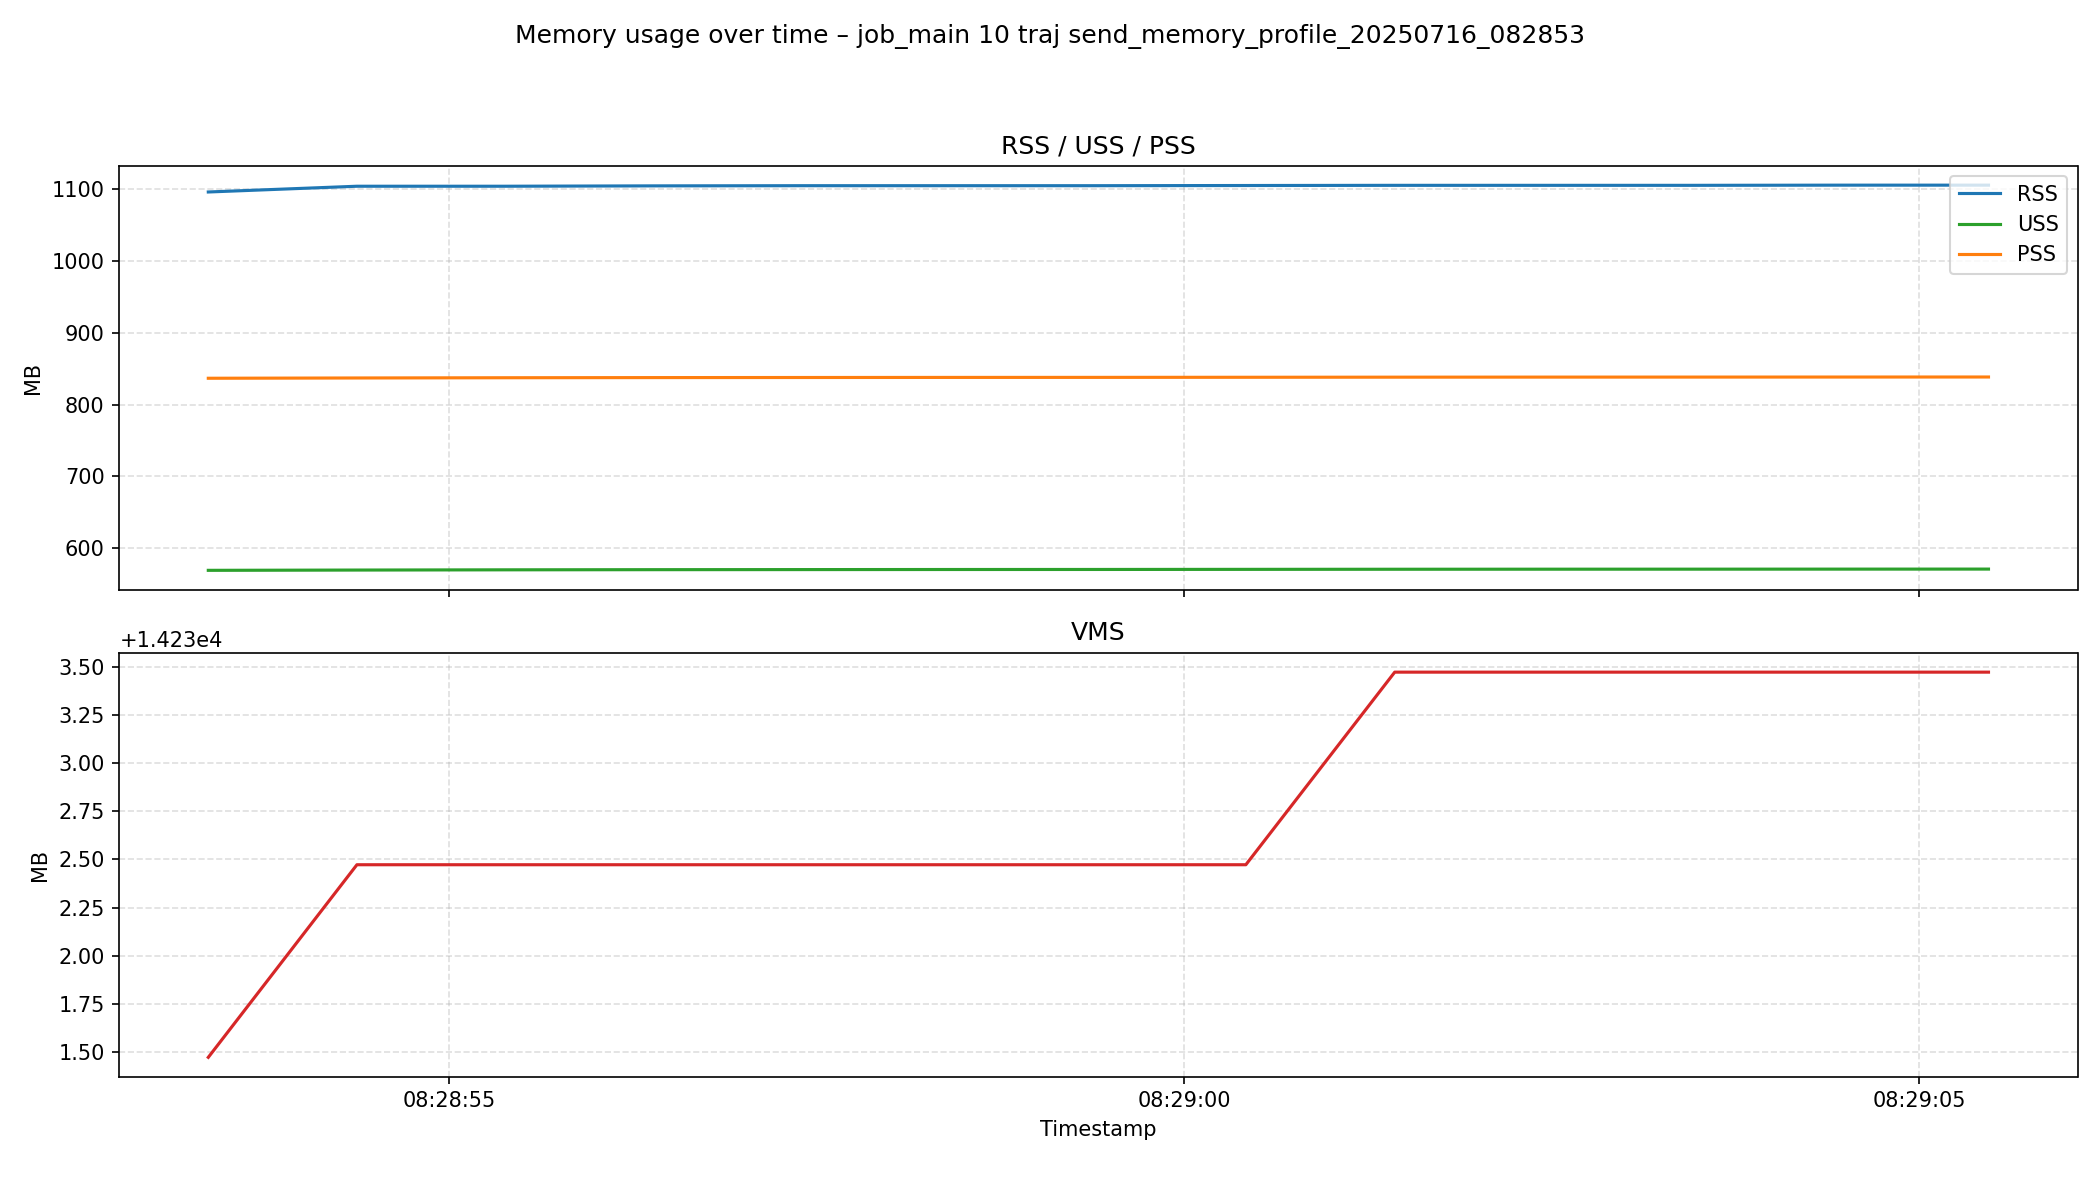 Memory usage over time – job_main 10 traj send_memory_profile_20250716_082853
RSS / USS / PSS
1100
1000
900
800
700
600
MB
RSS
USS
PSS
VMS
+1.423e4
3.50
3.25
3.00
2.75
2.50
2.25
2.00
1.75
1.50
MB
08:28:55
08:29:00
08:29:05
Timestamp